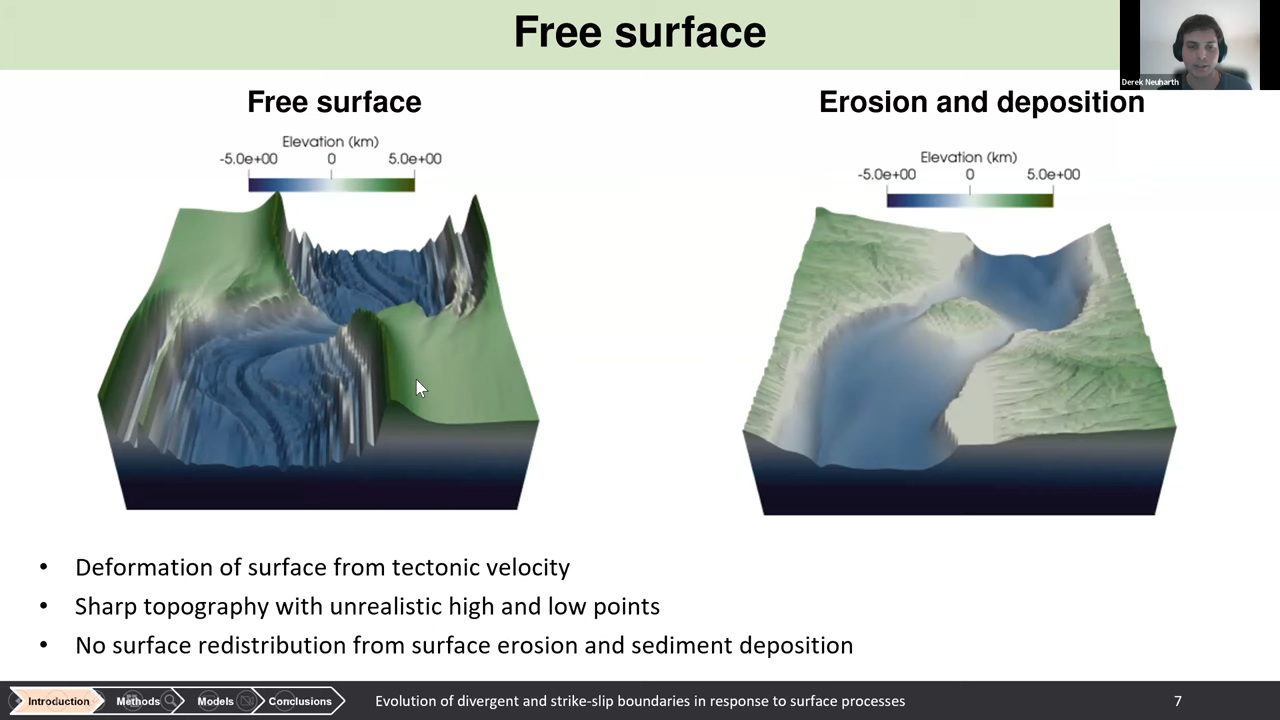 Free surface
Derek Neuharth
Free surface
Elevation (km)
-5.0e+00 0 5.0e+00
Erosion and deposition
Elevation (km)
-5.0e+00 0 5.0e+00
• Deformation of surface from tectonic velocity
• Sharp topography with unrealistic high and low points
• No surface redistribution from surface erosion and sediment deposition
Introduction Methods Models Conclusions Evolution of divergent and strike-slip boundaries in response to surface processes 7